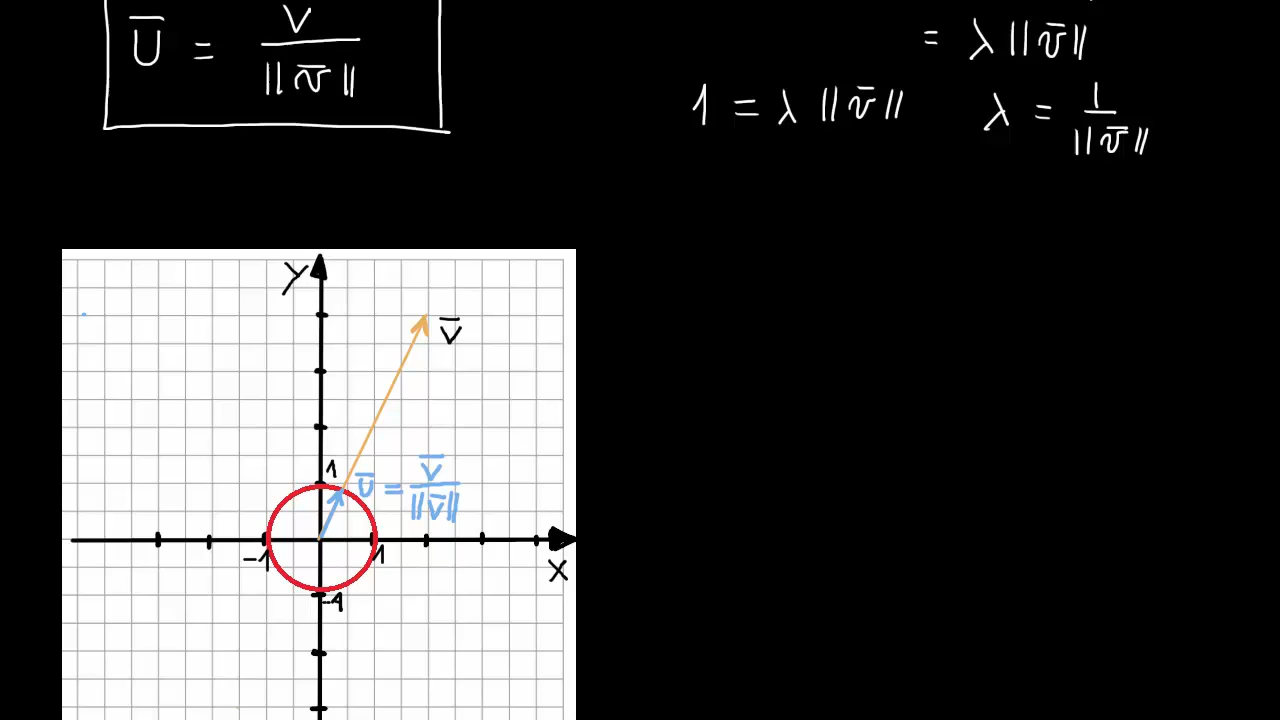 Ū = v̄ / ||v̄||
= λ ||v̄||
1 = λ ||v̄||   λ = 1 / ||v̄||
y
v̄
1
ū = v̄ / ||v̄||
-1
1
x
-1